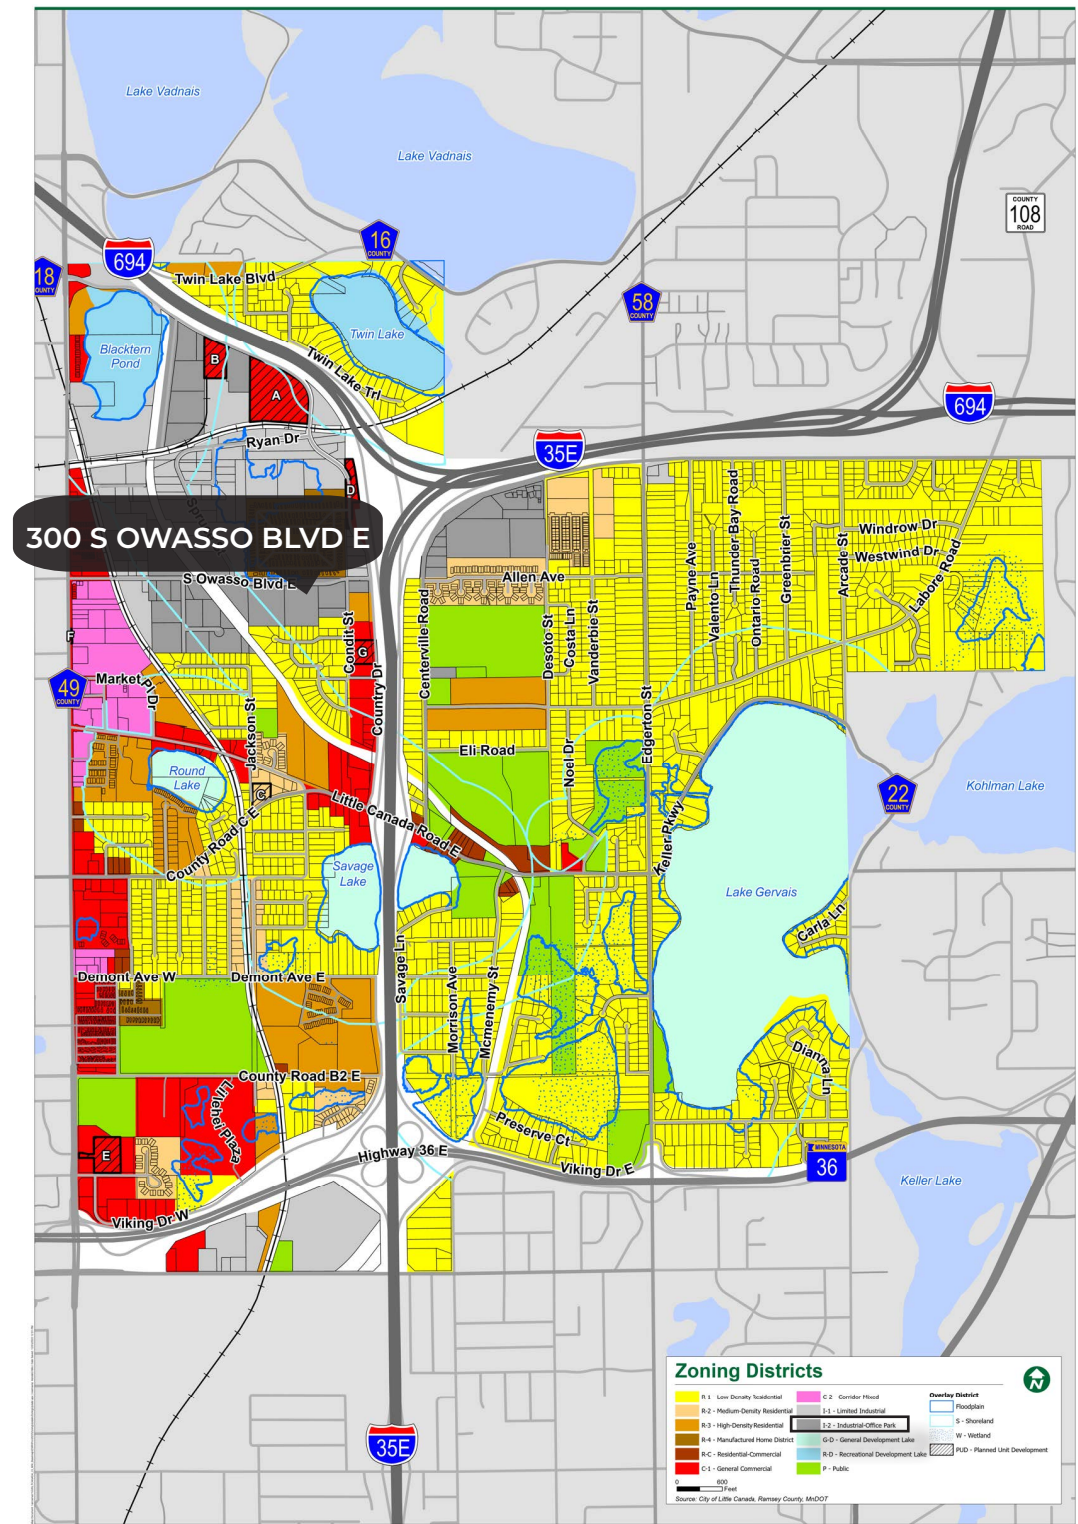 Lake Vadnais
Lake Vadnais
COUNTY
108
ROAD
16
COUNTY
694
18
COUNTY
Twin Lake Blvd
58
COUNTY
Twin Lake
Blacktern
Pond
B
Twin Lake Trl
A
694
35E
Ryan Dr
D
300 S OWASSO BLVD E
S Owasso Blvd E
Allen Ave
Windrow Dr
Westwind Dr
Labore Road
Arcade St
Greenbrier St
Ontario Road
Thunder Bay Road
Valento Ln
Payne Ave
Vanderbie St
Costa Ln
Desoto St
Centerville Road
Country Dr
Condit St
F
G
49
COUNTY
Market Pl Dr
Jackson St
Edgerton St
Eli Road
Noel Dr
Round
Lake
C
Little Canada Road E
County Road C E
Keller Pkwy
22
COUNTY
Kohlman Lake
Savage
Lake
Lake Gervais
Carla Ln
Demont Ave W
Demont Ave E
Savage Ln
Morrison Ave
Mcmenemy St
Dianna Ln
County Road B2 E
Li'lehei Plaza
Preserve Ct
E
Highway 36 E
Viking Dr E
MINNESOTA
36
Keller Lake
Viking Dr W
35E
Zoning Districts
N
R 1 Low Density Residential
R-2 - Medium-Density Residential
R-3 - High-Density Residential
R-4 - Manufactured Home District
R-C - Residential-Commercial
C-1 - General Commercial
C 2 Corridor Mixed
I-1 - Limited Industrial
I-2 - Industrial-Office Park
G-D - General Development Lake
R-D - Recreational Development Lake
P - Public
Overlay District
Floodplain
S - Shoreland
W - Wetland
PUD - Planned Unit Development
0 600
Feet
Source: City of Little Canada, Ramsey County, MnDOT